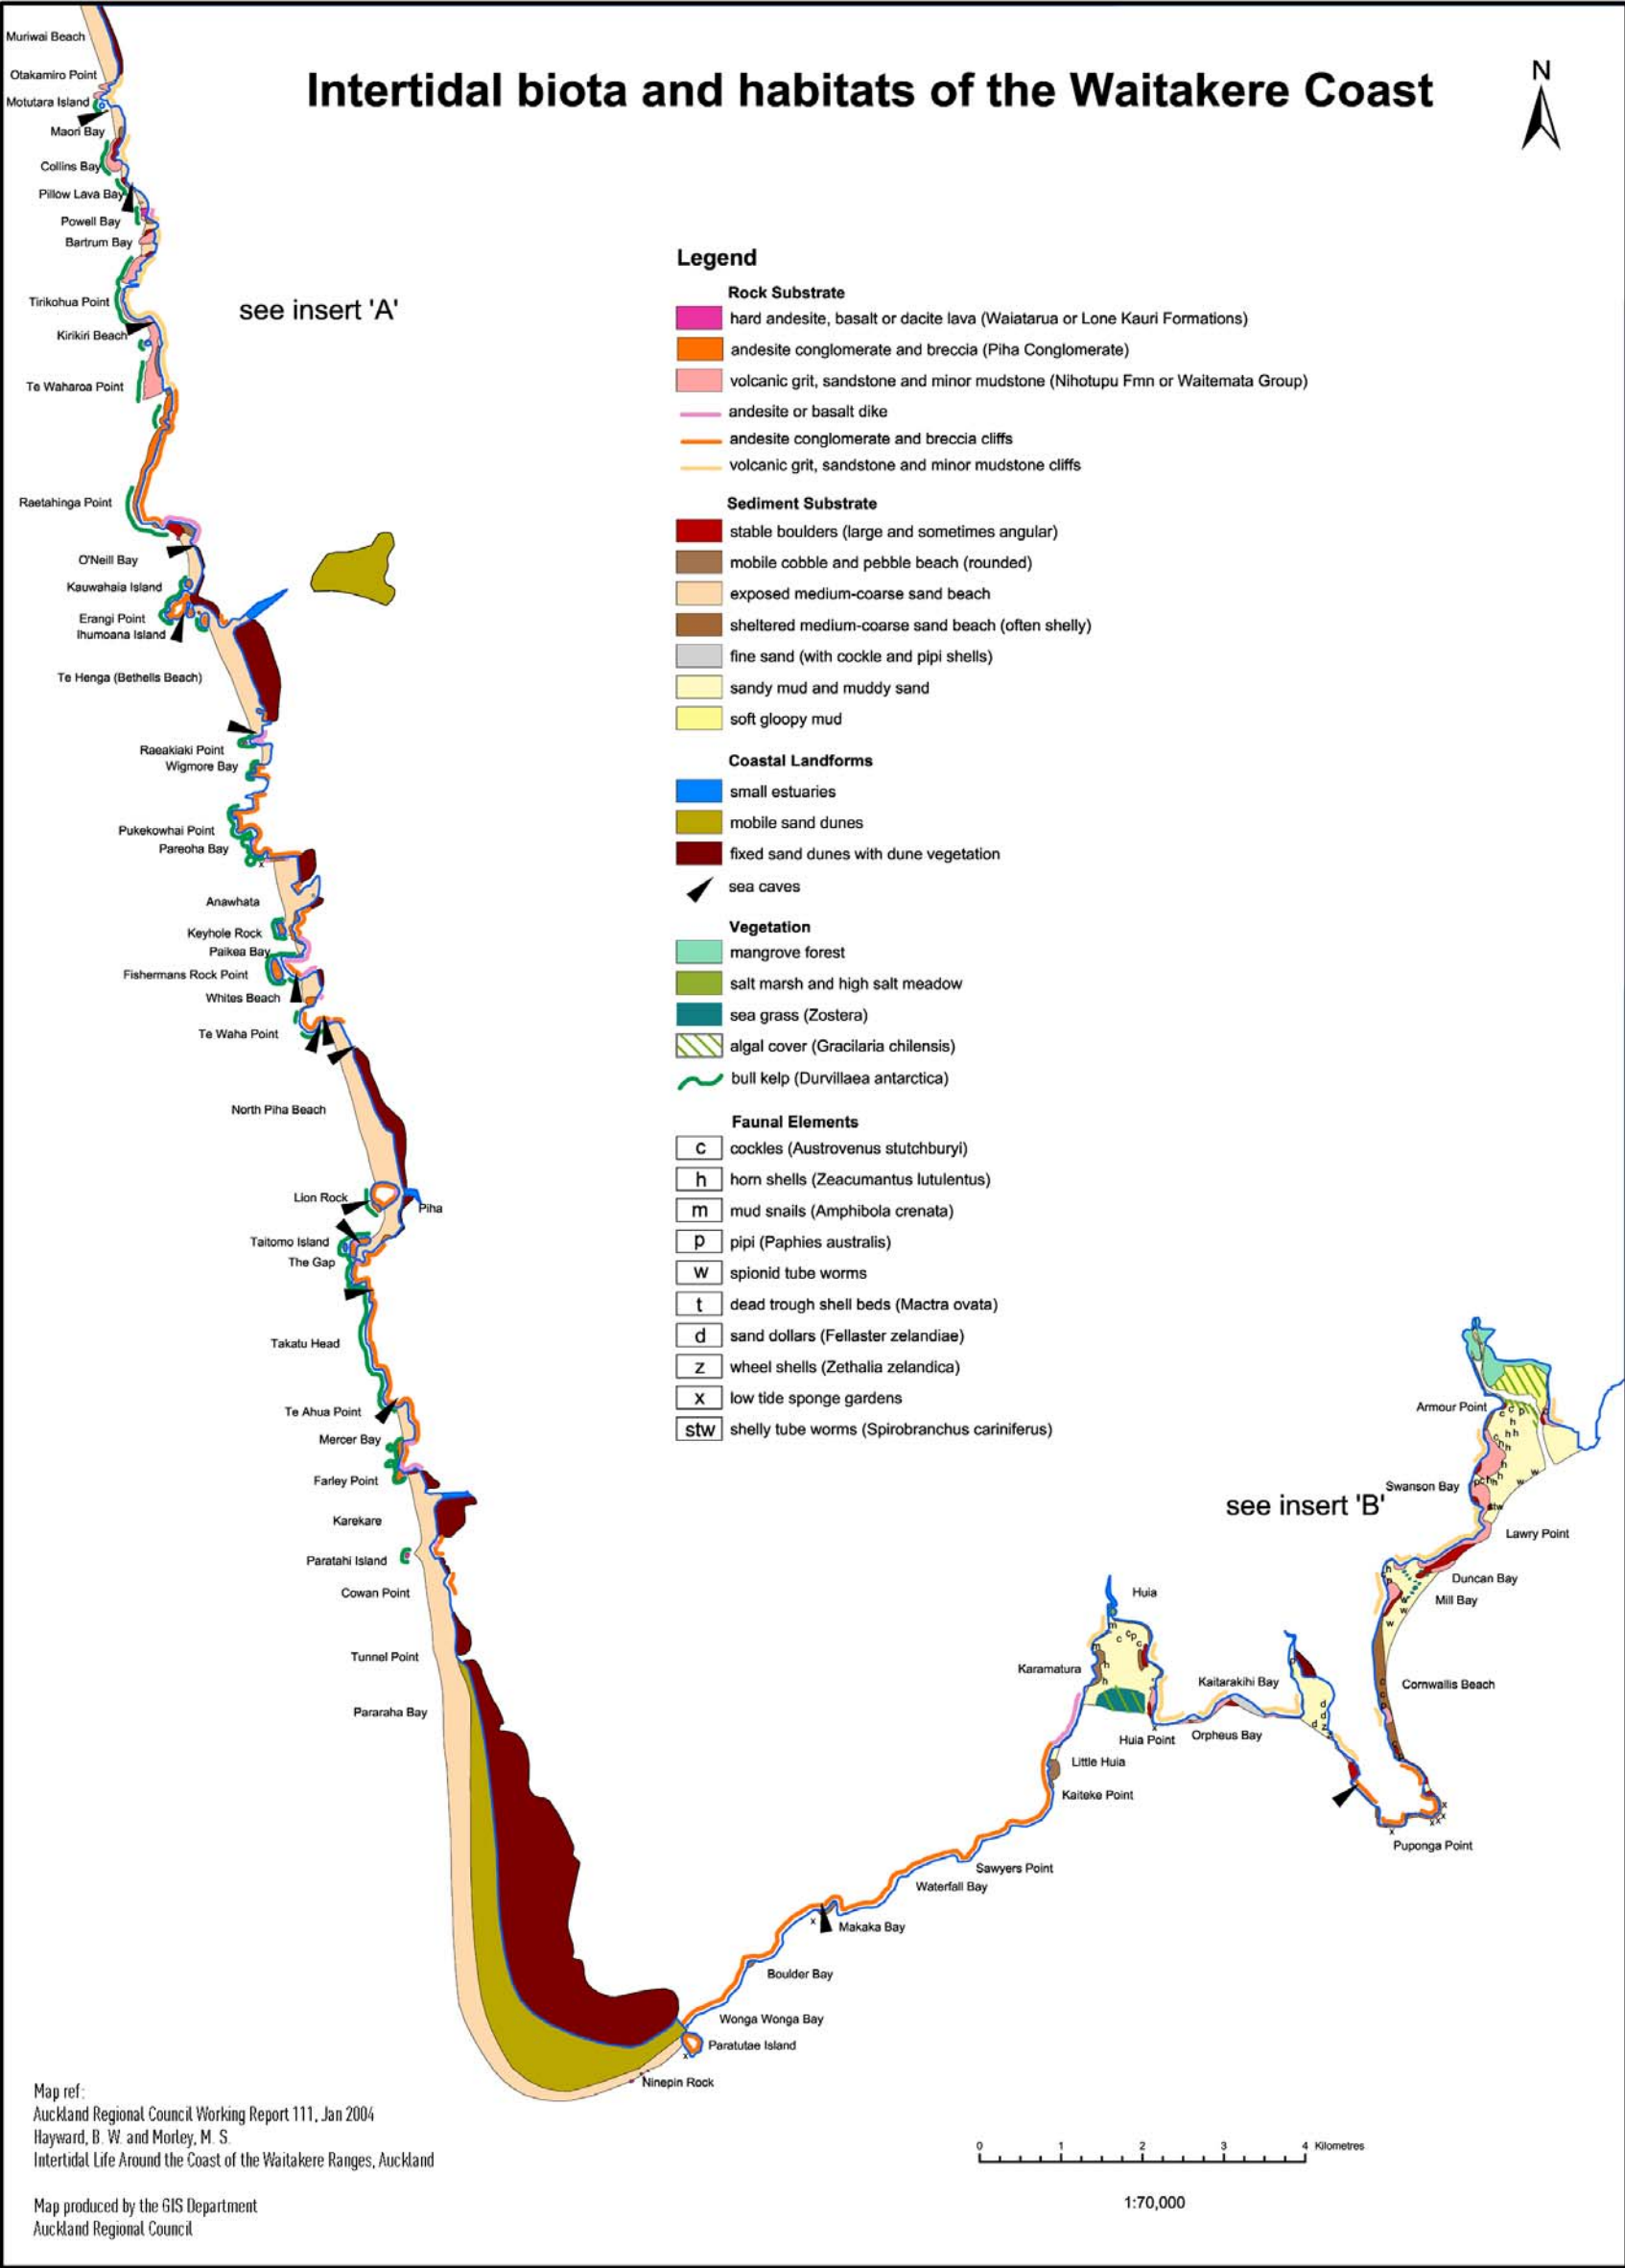 Intertidal biota and habitats of the Waitakere Coast
N
Muriwai Beach
Otakamiro Point
Motutara Island
Maori Bay
Collins Bay
Pillow Lava Bay
Powell Bay
Bartrum Bay
Tirikohua Point
see insert 'A'
Kirikiri Beach
Te Waharoa Point
Raetahinga Point
O'Neill Bay
Kauwahaia Island
Erangi Point
Ihumoana Island
Te Henga (Bethells Beach)
Raeakiaki Point
Wigmore Bay
Pukekowhai Point
Pareoha Bay
x
Anawhata
Keyhole Rock
Paikea Bay
Fishermans Rock Point
Whites Beach
Te Waha Point
North Piha Beach
Lion Rock
Piha
Taitomo Island
The Gap
Takatu Head
Te Ahua Point
Mercer Bay
Farley Point
Karekare
Paratahi Island
Cowan Point
Tunnel Point
Pararaha Bay
Legend
Rock Substrate
hard andesite, basalt or dacite lava (Waiatarua or Lone Kauri Formations)
andesite conglomerate and breccia (Piha Conglomerate)
volcanic grit, sandstone and minor mudstone (Nihotupu Fmn or Waitemata Group)
andesite or basalt dike
andesite conglomerate and breccia cliffs
volcanic grit, sandstone and minor mudstone cliffs
Sediment Substrate
stable boulders (large and sometimes angular)
mobile cobble and pebble beach (rounded)
exposed medium-coarse sand beach
sheltered medium-coarse sand beach (often shelly)
fine sand (with cockle and pipi shells)
sandy mud and muddy sand
soft gloopy mud
Coastal Landforms
small estuaries
mobile sand dunes
fixed sand dunes with dune vegetation
sea caves
Vegetation
mangrove forest
salt marsh and high salt meadow
sea grass (Zostera)
algal cover (Gracilaria chilensis)
bull kelp (Durvillaea antarctica)
Faunal Elements
c cockles (Austrovenus stutchburyi)
h horn shells (Zeacumantus lutulentus)
m mud snails (Amphibola crenata)
p pipi (Paphies australis)
w spionid tube worms
t dead trough shell beds (Mactra ovata)
d sand dollars (Fellaster zelandiae)
z wheel shells (Zethalia zelandica)
x low tide sponge gardens
stw shelly tube worms (Spirobranchus cariniferus)
Armour Point
Swanson Bay
see insert 'B'
Lawry Point
Duncan Bay
Mill Bay
Huia
Karamatura
Kaitarakihi Bay
Cornwallis Beach
Huia Point
Orpheus Bay
Little Huia
Kaiteke Point
Puponga Point
Sawyers Point
Waterfall Bay
Makaka Bay
Boulder Bay
Wonga Wonga Bay
Paratutae Island
Ninepin Rock
Map ref:
Auckland Regional Council Working Report 111, Jan 2004
Hayward, B. W. and Morley, M. S.
Intertidal Life Around the Coast of the Waitakere Ranges, Auckland
Map produced by the GIS Department
Auckland Regional Council
0 1 2 3 4 Kilometres
1:70,000